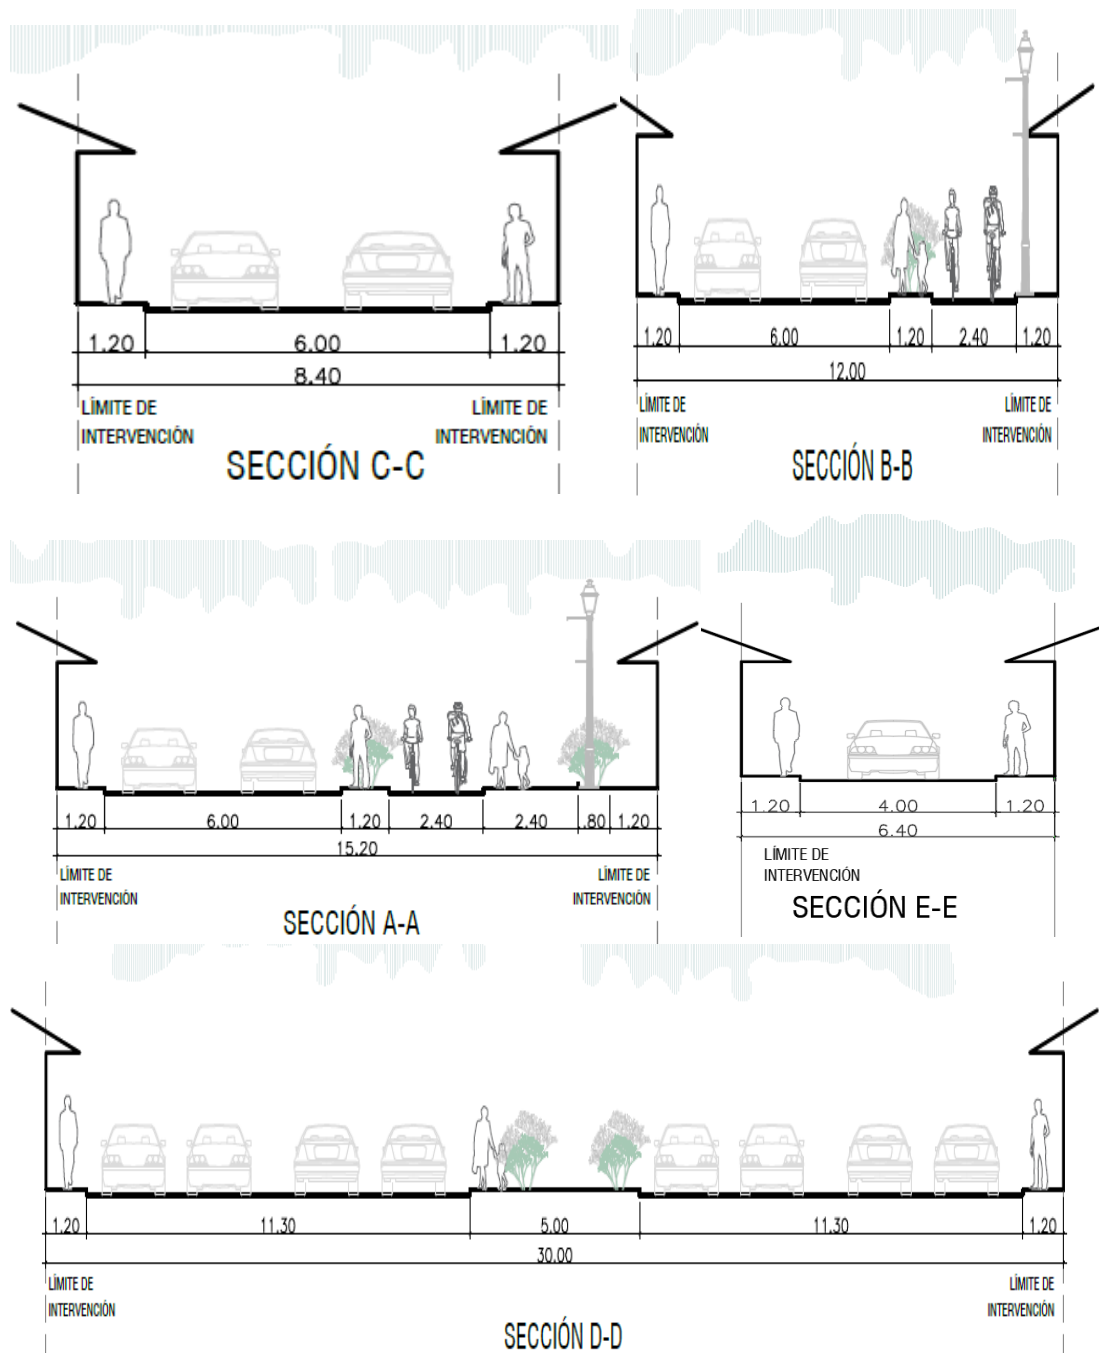 1.20 6.00 1.20
8.40
LÍMITE DE
INTERVENCIÓN
LÍMITE DE
INTERVENCIÓN
SECCIÓN C-C
1.20 6.00 1.20 2.40 1.20
12.00
LÍMITE DE
INTERVENCIÓN
LÍMITE DE
INTERVENCIÓN
SECCIÓN B-B
1.20 6.00 1.20 2.40 2.40 .80 1.20
15.20
LÍMITE DE
INTERVENCIÓN
LÍMITE DE
INTERVENCIÓN
SECCIÓN A-A
1.20 4.00 1.20
6.40
LÍMITE DE
INTERVENCIÓN
SECCIÓN E-E
1.20 11.30 5.00 11.30 1.20
30.00
LÍMITE DE
INTERVENCIÓN
LÍMITE DE
INTERVENCIÓN
SECCIÓN D-D